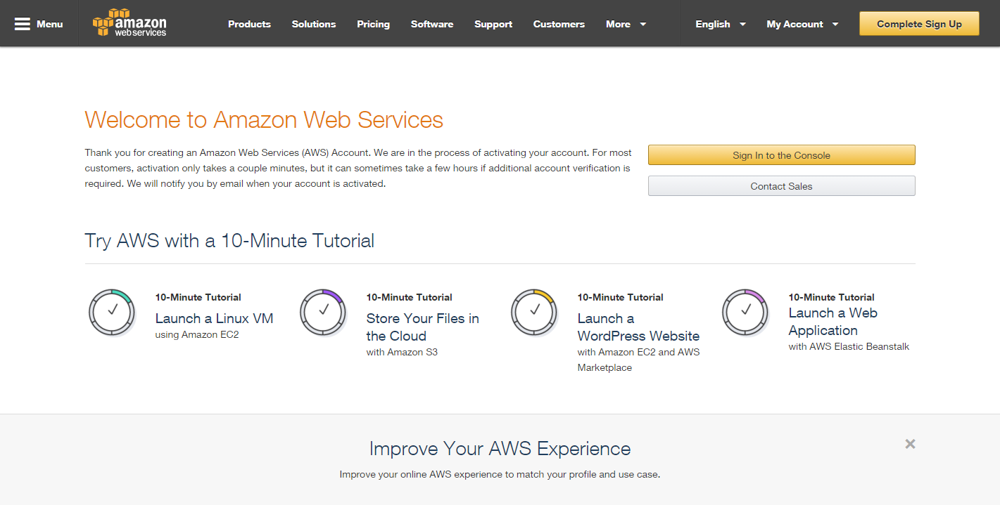 Menu
amazon
web services
Products
Solutions
Pricing
Software
Support
Customers
More
English
My Account
Complete Sign Up
Welcome to Amazon Web Services
Thank you for creating an Amazon Web Services (AWS) Account. We are in the process of activating your account. For most
customers, activation only takes a couple minutes, but it can sometimes take a few hours if additional account verification is
required. We will notify you by email when your account is activated.
Sign In to the Console
Contact Sales
Try AWS with a 10-Minute Tutorial
10-Minute Tutorial
Launch a Linux VM
using Amazon EC2
10-Minute Tutorial
Store Your Files in
the Cloud
with Amazon S3
10-Minute Tutorial
Launch a
WordPress Website
with Amazon EC2 and AWS
Marketplace
10-Minute Tutorial
Launch a Web
Application
with AWS Elastic Beanstalk
Improve Your AWS Experience
Improve your online AWS experience to match your profile and use case.